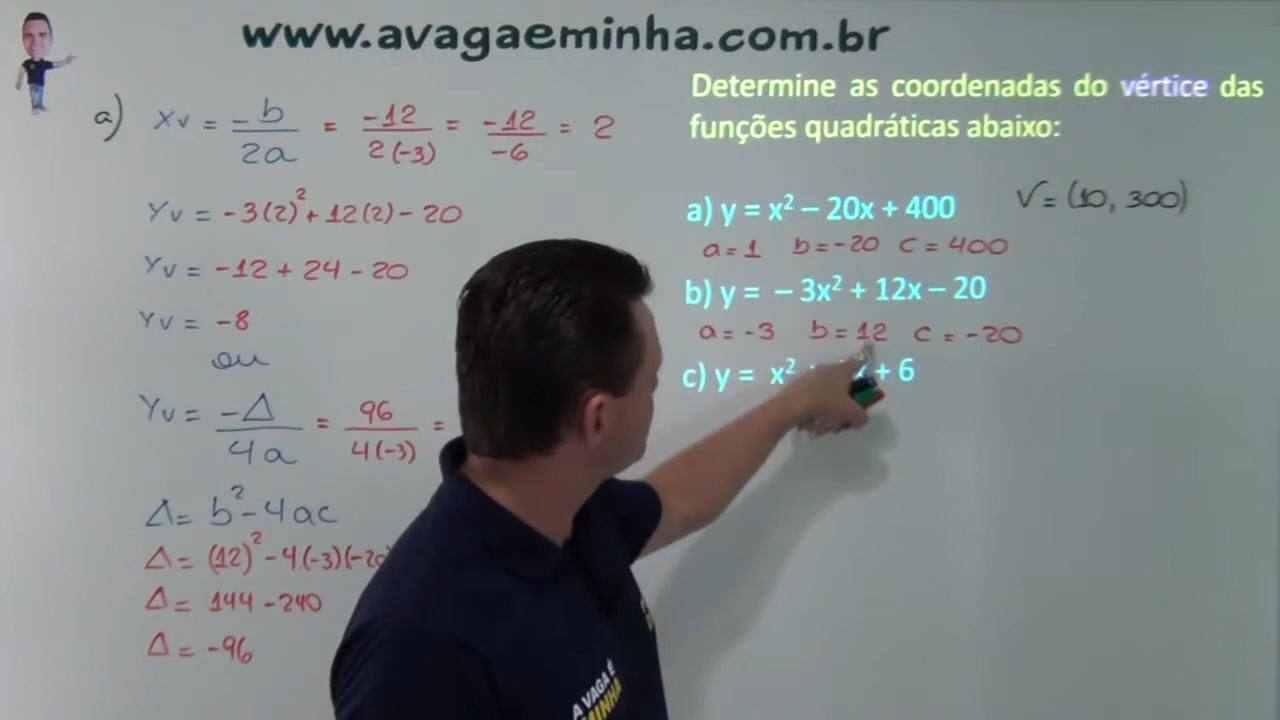 www.avagaeminha.com.br
a) Xv = -b/2a = -12/2(-3) = -12/-6 = 2
Yv = -3(2)² + 12(2) - 20
Yv = -12 + 24 - 20
Yv = -8
ou
Yv = -Δ/4a = 96/4(-3) =
Δ = b² - 4ac
Δ = (12)² - 4(-3)(-20
Δ = 144 - 240
Δ = -96
Determine as coordenadas do vértice das
funções quadráticas abaixo:
a) y = x² – 20x + 400 V = (10, 300)
a = 1 b = -20 c = 400
b) y = – 3x² + 12x – 20
a = -3 b = 12 c = -20
c) y = x² x + 6
A VAGA É
MINHA